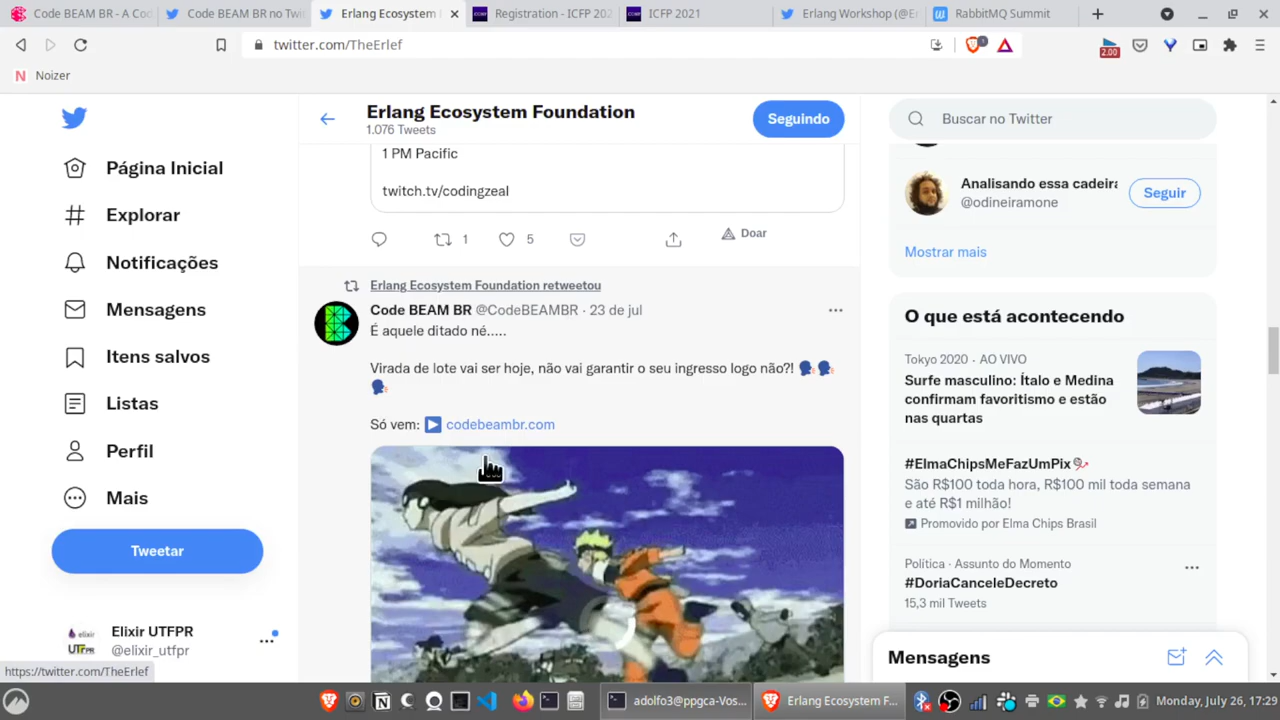 Code BEAM BR - A Cod
Code BEAM BR no Twit
Erlang Ecosystem
Registration - ICFP 202
ICFP 2021
Erlang Workshop (@Er
RabbitMQ Summit
twitter.com/TheErlef
2.00
Noizer
Erlang Ecosystem Foundation
1.076 Tweets
Seguindo
Buscar no Twitter
Página Inicial
Explorar
Notificações
Mensagens
Itens salvos
Listas
Perfil
Mais
Tweetar
Elixir UTFPR
@elixir_utfpr
https://twitter.com/TheErlef
1 PM Pacific
twitch.tv/codingzeal
1
5
Doar
Erlang Ecosystem Foundation retweetou
Code BEAM BR @CodeBEAMBR · 23 de jul
É aquele ditado né.....
Virada de lote vai ser hoje, não vai garantir o seu ingresso logo não?!
Só vem: codebeambr.com
Analisando essa cadeira
@odineiramone
Seguir
Mostrar mais
O que está acontecendo
Tokyo 2020 · AO VIVO
Surfe masculino: Ítalo e Medina
confirmam favoritismo e estão
nas quartas
#ElmaChipsMeFazUmPix
São R$100 toda hora, R$100 mil toda semana
e até R$1 milhão!
Promovido por Elma Chips Brasil
Política · Assunto do Momento
#DoriaCanceleDecreto
15,3 mil Tweets
Mensagens
adolfo3@ppgca-Vos...
Erlang Ecosystem F...
Monday, July 26, 17:29